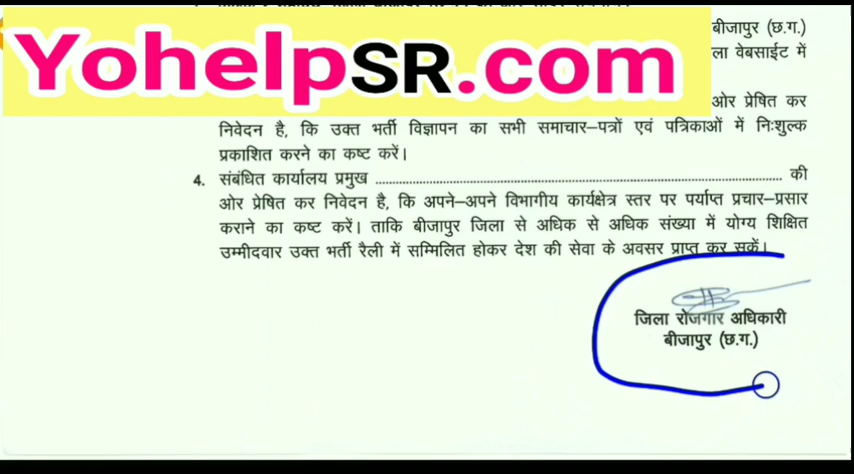 बीजापुर (छ.ग.)
ला वेबसाईट में
YohelpSR.com
ओर प्रेषित कर
निवेदन है, कि उक्त भर्ती विज्ञापन का सभी समाचार–पत्रों एवं पत्रिकाओं में निःशुल्क
प्रकाशित करने का कष्ट करें।
4. संबंधित कार्यालय प्रमुख ................................................................ की
ओर प्रेषित कर निवेदन है, कि अपने–अपने विभागीय कार्यक्षेत्र स्तर पर पर्याप्त प्रचार–प्रसार
कराने का कष्ट करें। ताकि बीजापुर जिला से अधिक से अधिक संख्या में योग्य शिक्षित
उम्मीदवार उक्त भर्ती रैली में सम्मिलित होकर देश की सेवा के अवसर प्राप्त कर सकें।
जिला रोजगार अधिकारी
बीजापुर (छ.ग.)